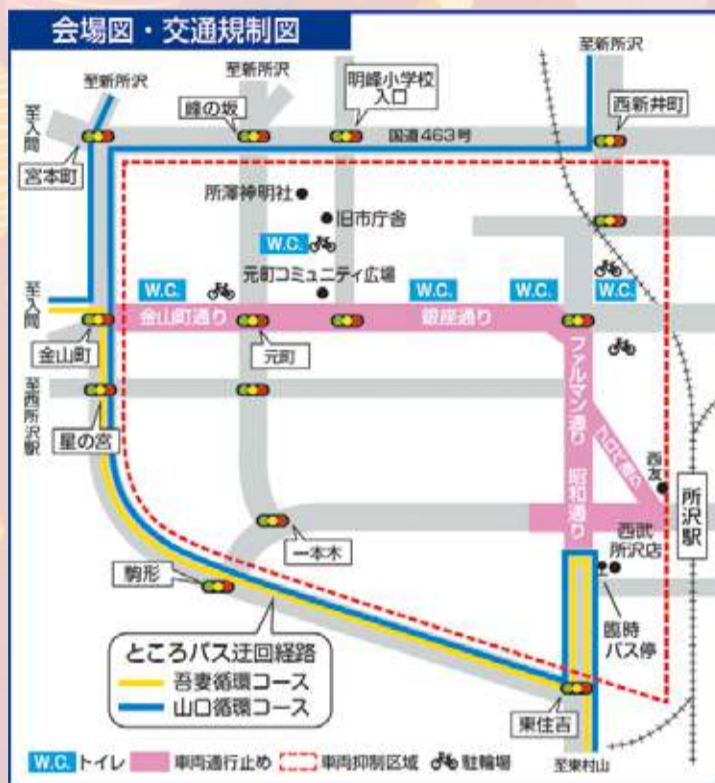 会場図・交通規制図
至新所沢
至新所沢
至新所沢
明峰小学校
入口
峰の坂
西新井町
至入間
宮本町
国道463号
所澤神明社
旧市庁舎
W.C.
元町コミュニティ広場
W.C.
W.C.
W.C.
W.C.
至入間
金山町通り
銀座通り
金山町
元町
ファルマン通り
至西所沢駅
星の宮
プロペ通り
西友
昭和通り
所沢駅
西武
所沢店
一本木
駒形
臨時
バス停
ところバス迂回経路
吾妻循環コース
山口循環コース
東住吉
至東村山
W.C. トイレ 車両通行止め 車両抑制区域 駐輪場